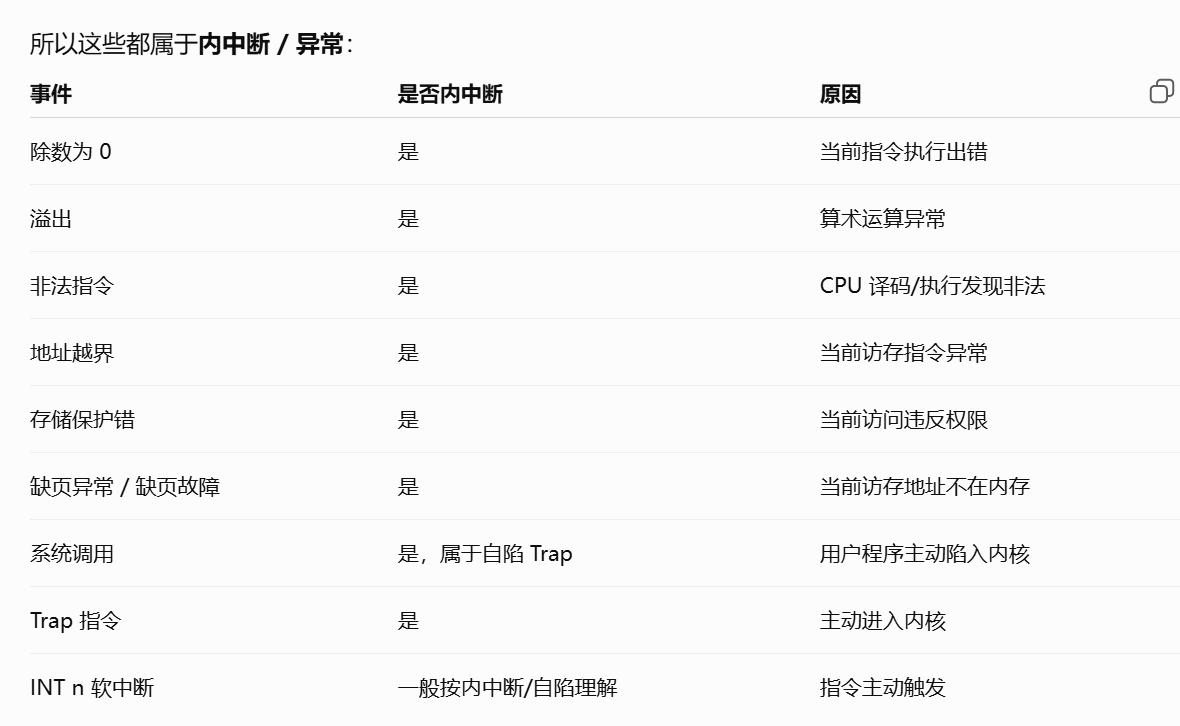 所以这些都属于内中断 / 异常：
事件 是否内中断 原因
除数为 0 是 当前指令执行出错
溢出 是 算术运算异常
非法指令 是 CPU 译码/执行发现非法
地址越界 是 当前访存指令异常
存储保护错 是 当前访问违反权限
缺页异常 / 缺页故障 是 当前访存地址不在内存
系统调用 是，属于自陷 Trap 用户程序主动陷入内核
Trap 指令 是 主动进入内核
INT n 软中断 一般按内中断/自陷理解 指令主动触发